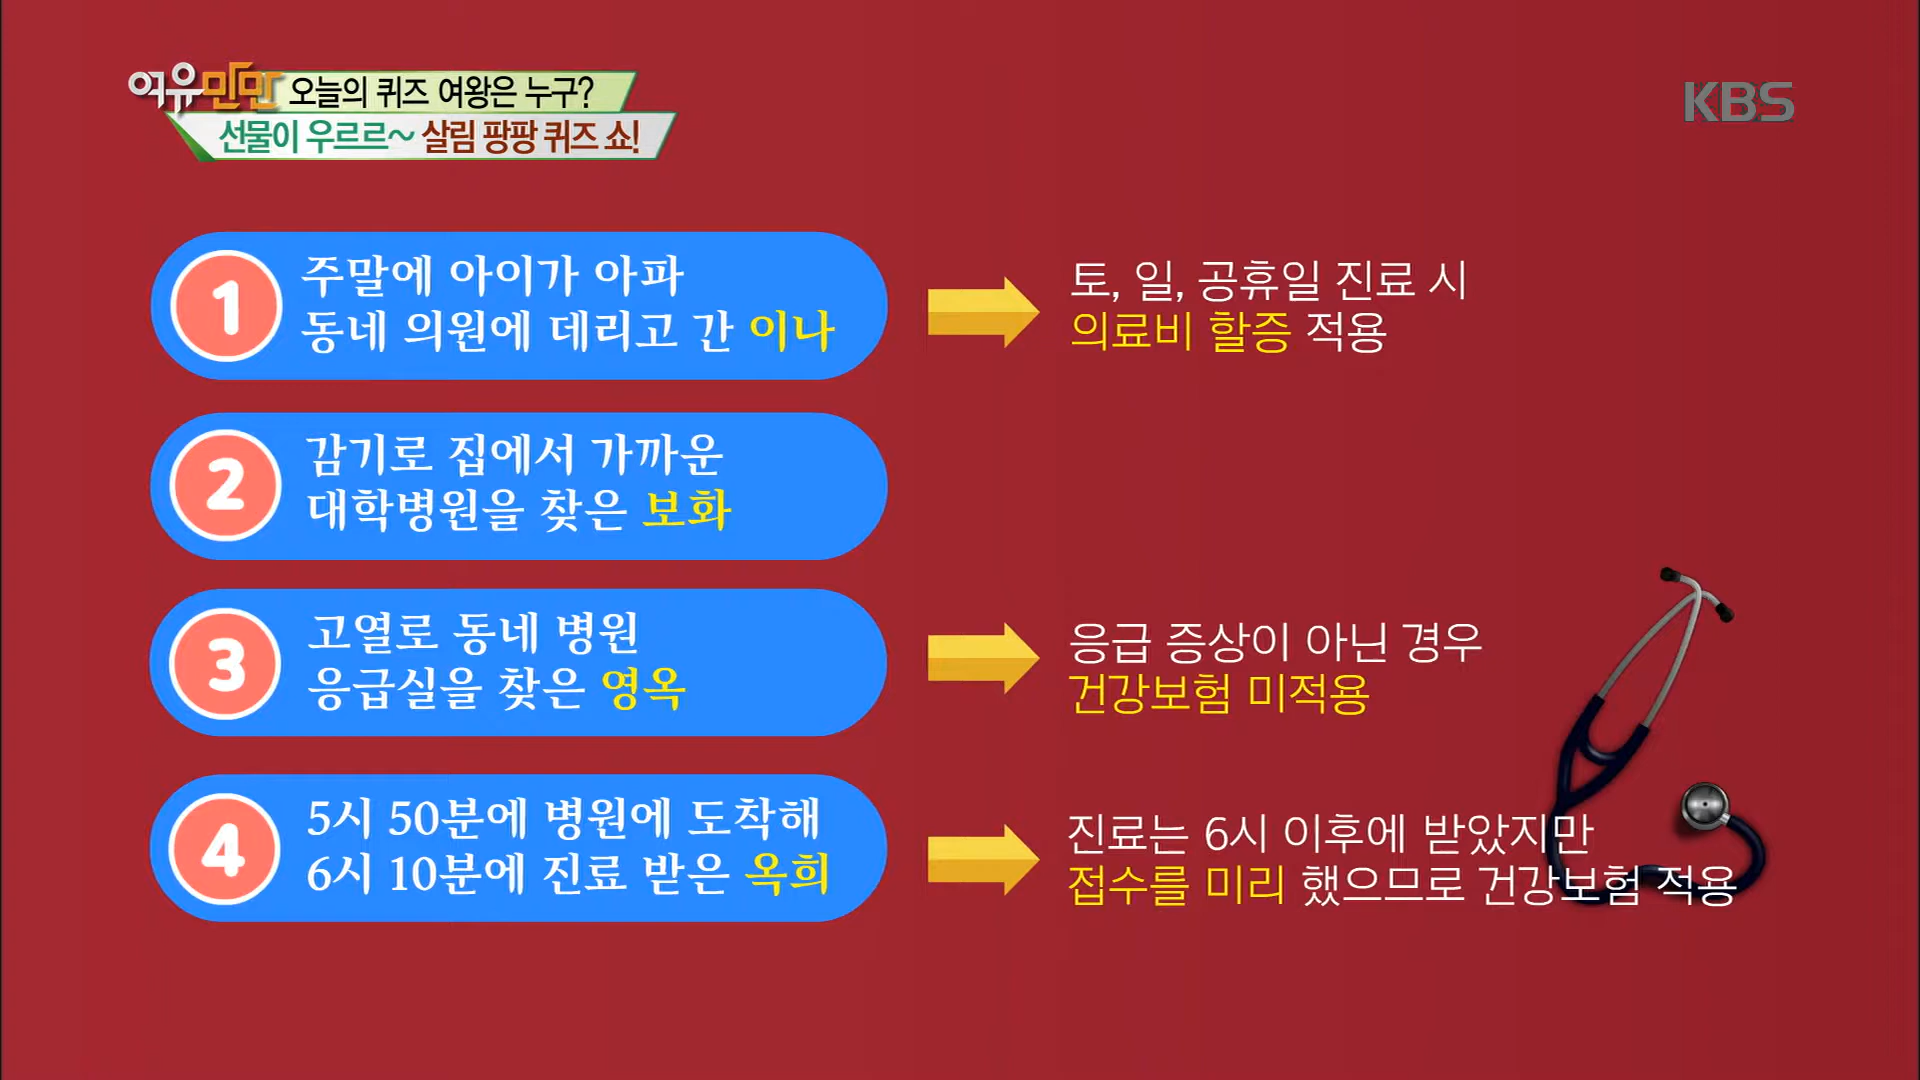 여유만만 오늘의 퀴즈 여왕은 누구?
선물이 우르르~ 살림 팡팡 퀴즈 쇼!
KBS
1 주말에 아이가 아파
동네 의원에 데리고 간 이나
토, 일, 공휴일 진료 시
의료비 할증 적용
2 감기로 집에서 가까운
대학병원을 찾은 보화
3 고열로 동네 병원
응급실을 찾은 영옥
응급 증상이 아닌 경우
건강보험 미적용
4 5시 50분에 병원에 도착해
6시 10분에 진료 받은 옥희
진료는 6시 이후에 받았지만
접수를 미리 했으므로 건강보험 적용